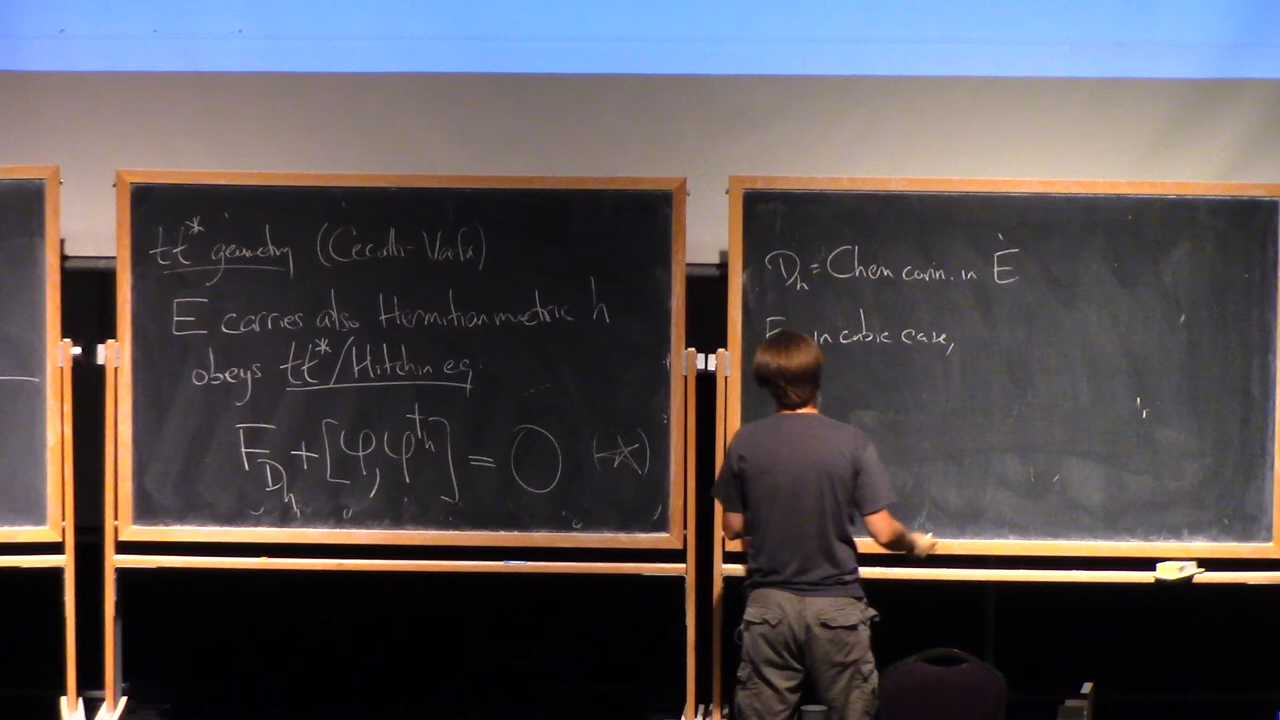 tt* geometry (Cecotti-Vafa)
E carries also Hermitian metric h
obeys tt*/Hitchin eq.
F_{D_h} + [φ, φ^{†_h}] = 0 (☆)
D_h = Chern conn. in E
in cubic case,